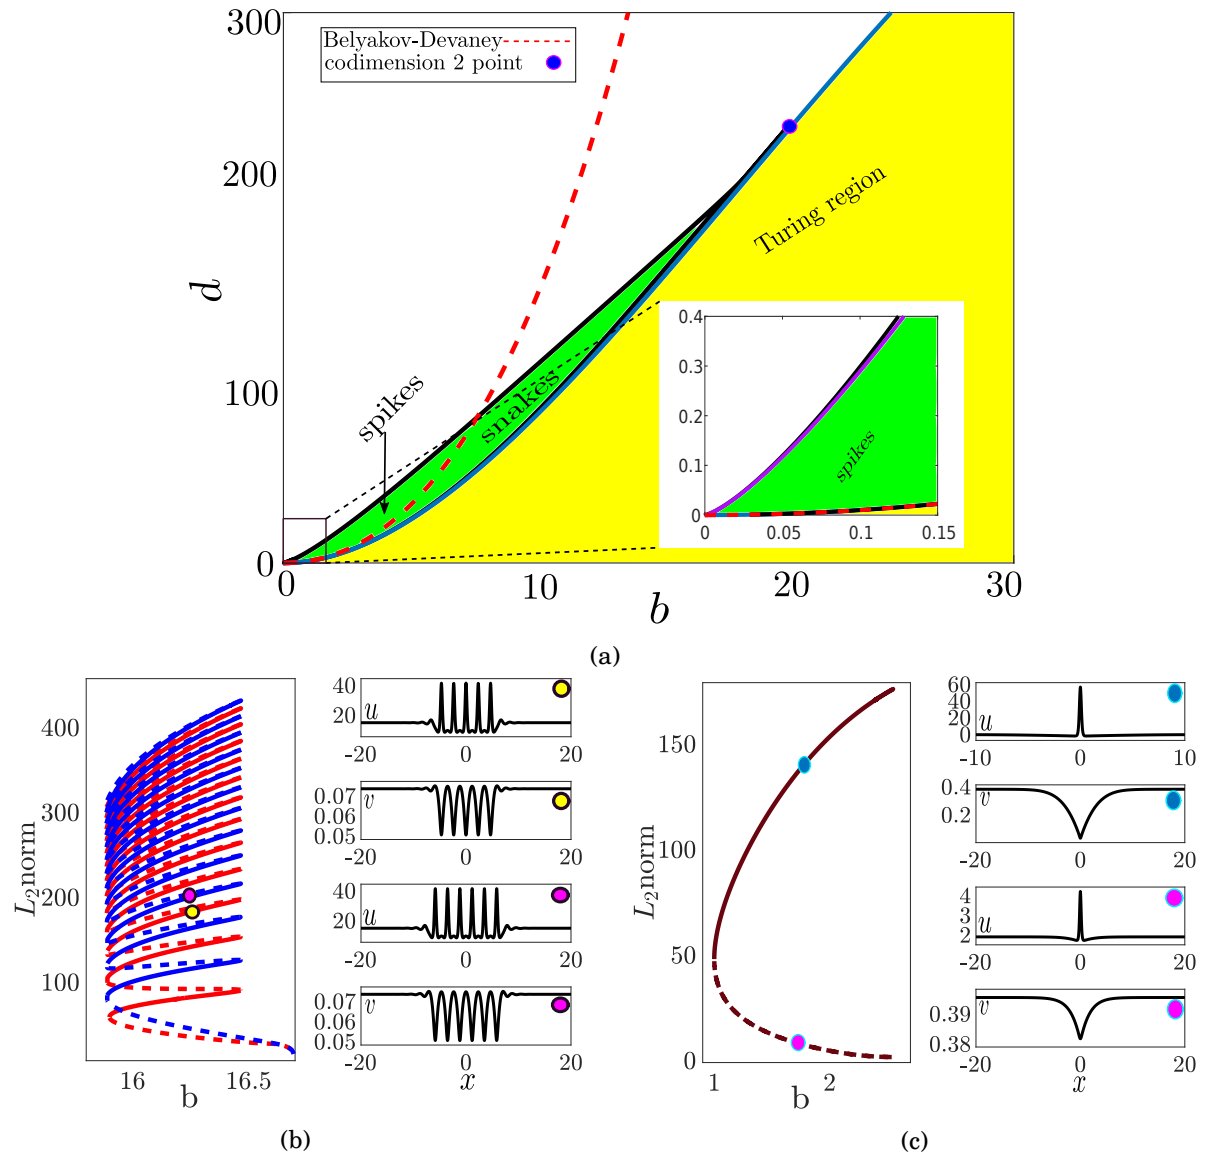 300
200
100
0
d
Belyakov-Devaney
codimension 2 point
spikes
snakes
Turing region
0.4
0.3
0.2
0.1
0
0
0.05
0.1
0.15
spikes
0
10
20
30
b
(a)
400
300
200
100
L2norm
16
16.5
b
(b)
40
20
u
-20
0
20
0.07
0.06
0.05
v
-20
0
20
40
20
u
-20
0
20
0.07
0.06
0.05
v
-20
0
20
x
150
100
50
0
L2norm
1
2
b
(c)
60
40
20
0
u
-10
0
10
0.4
0.2
v
-20
0
20
4
3
2
u
-20
0
20
0.39
0.38
v
-20
0
20
x